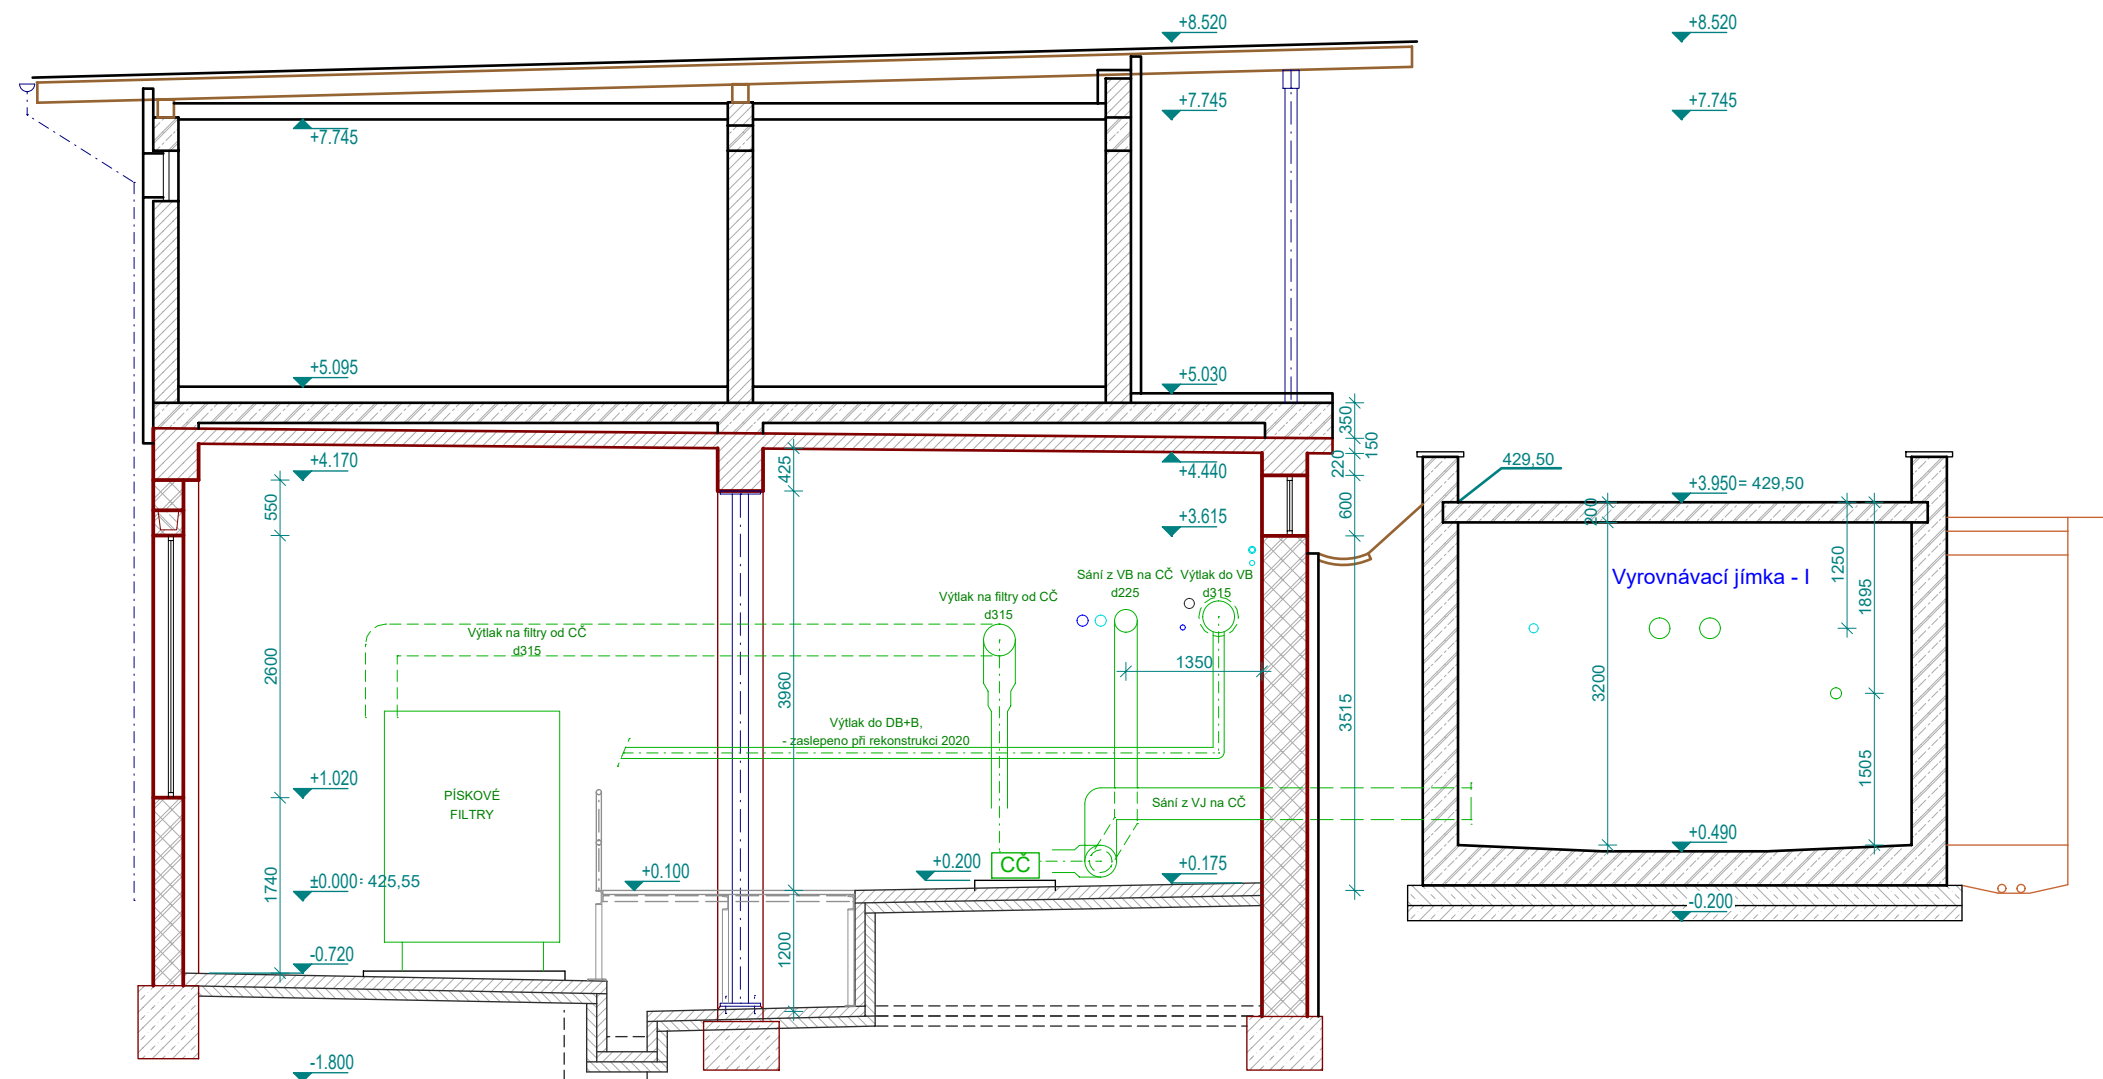 +8.520
+8.520
+7.745
+7.745
+7.745
+5.095
+5.030
350
150
+4.170
425
+4.440
220
429,50
+3.950= 429,50
200
550
600
+3.615
1250
1895
Vyrovnávací jímka - I
Sání z VB na CČ
d225
Výtlak do VB
d315
Výtlak na filtry od CČ
d315
Výtlak na filtry od CČ
d315
2600
3960
1350
3200
3515
Výtlak do DB+B,
- zaslepeno při rekonstrukci 2020
1505
+1.020
PÍSKOVÉ
FILTRY
Sání z VJ na CČ
+0.490
CČ
+0.200
+0.175
+0.100
±0.000= 425,55
1740
-0.200
-0.720
1200
-1.800